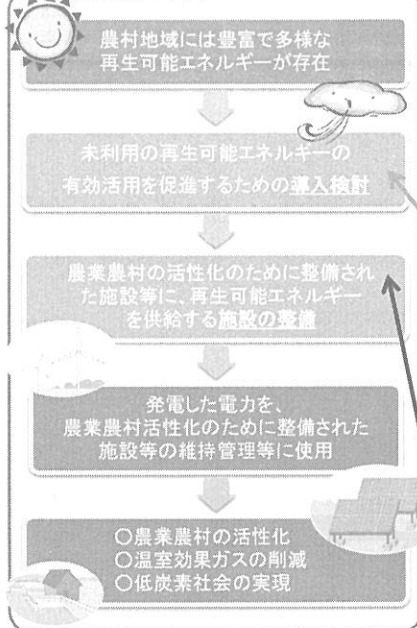 農村地域には豊富で多様な
再生可能エネルギーが存在
未利用の再生可能エネルギーの
有効活用を促進するための導入検討
農業農村の活性化のために整備され
た施設等に、再生可能エネルギー
を供給する施設の整備
発電した電力を、
農業農村活性化のために整備された
施設等の維持管理等に使用
○農業農村の活性化
○温室効果ガスの削減
○低炭素社会の実現